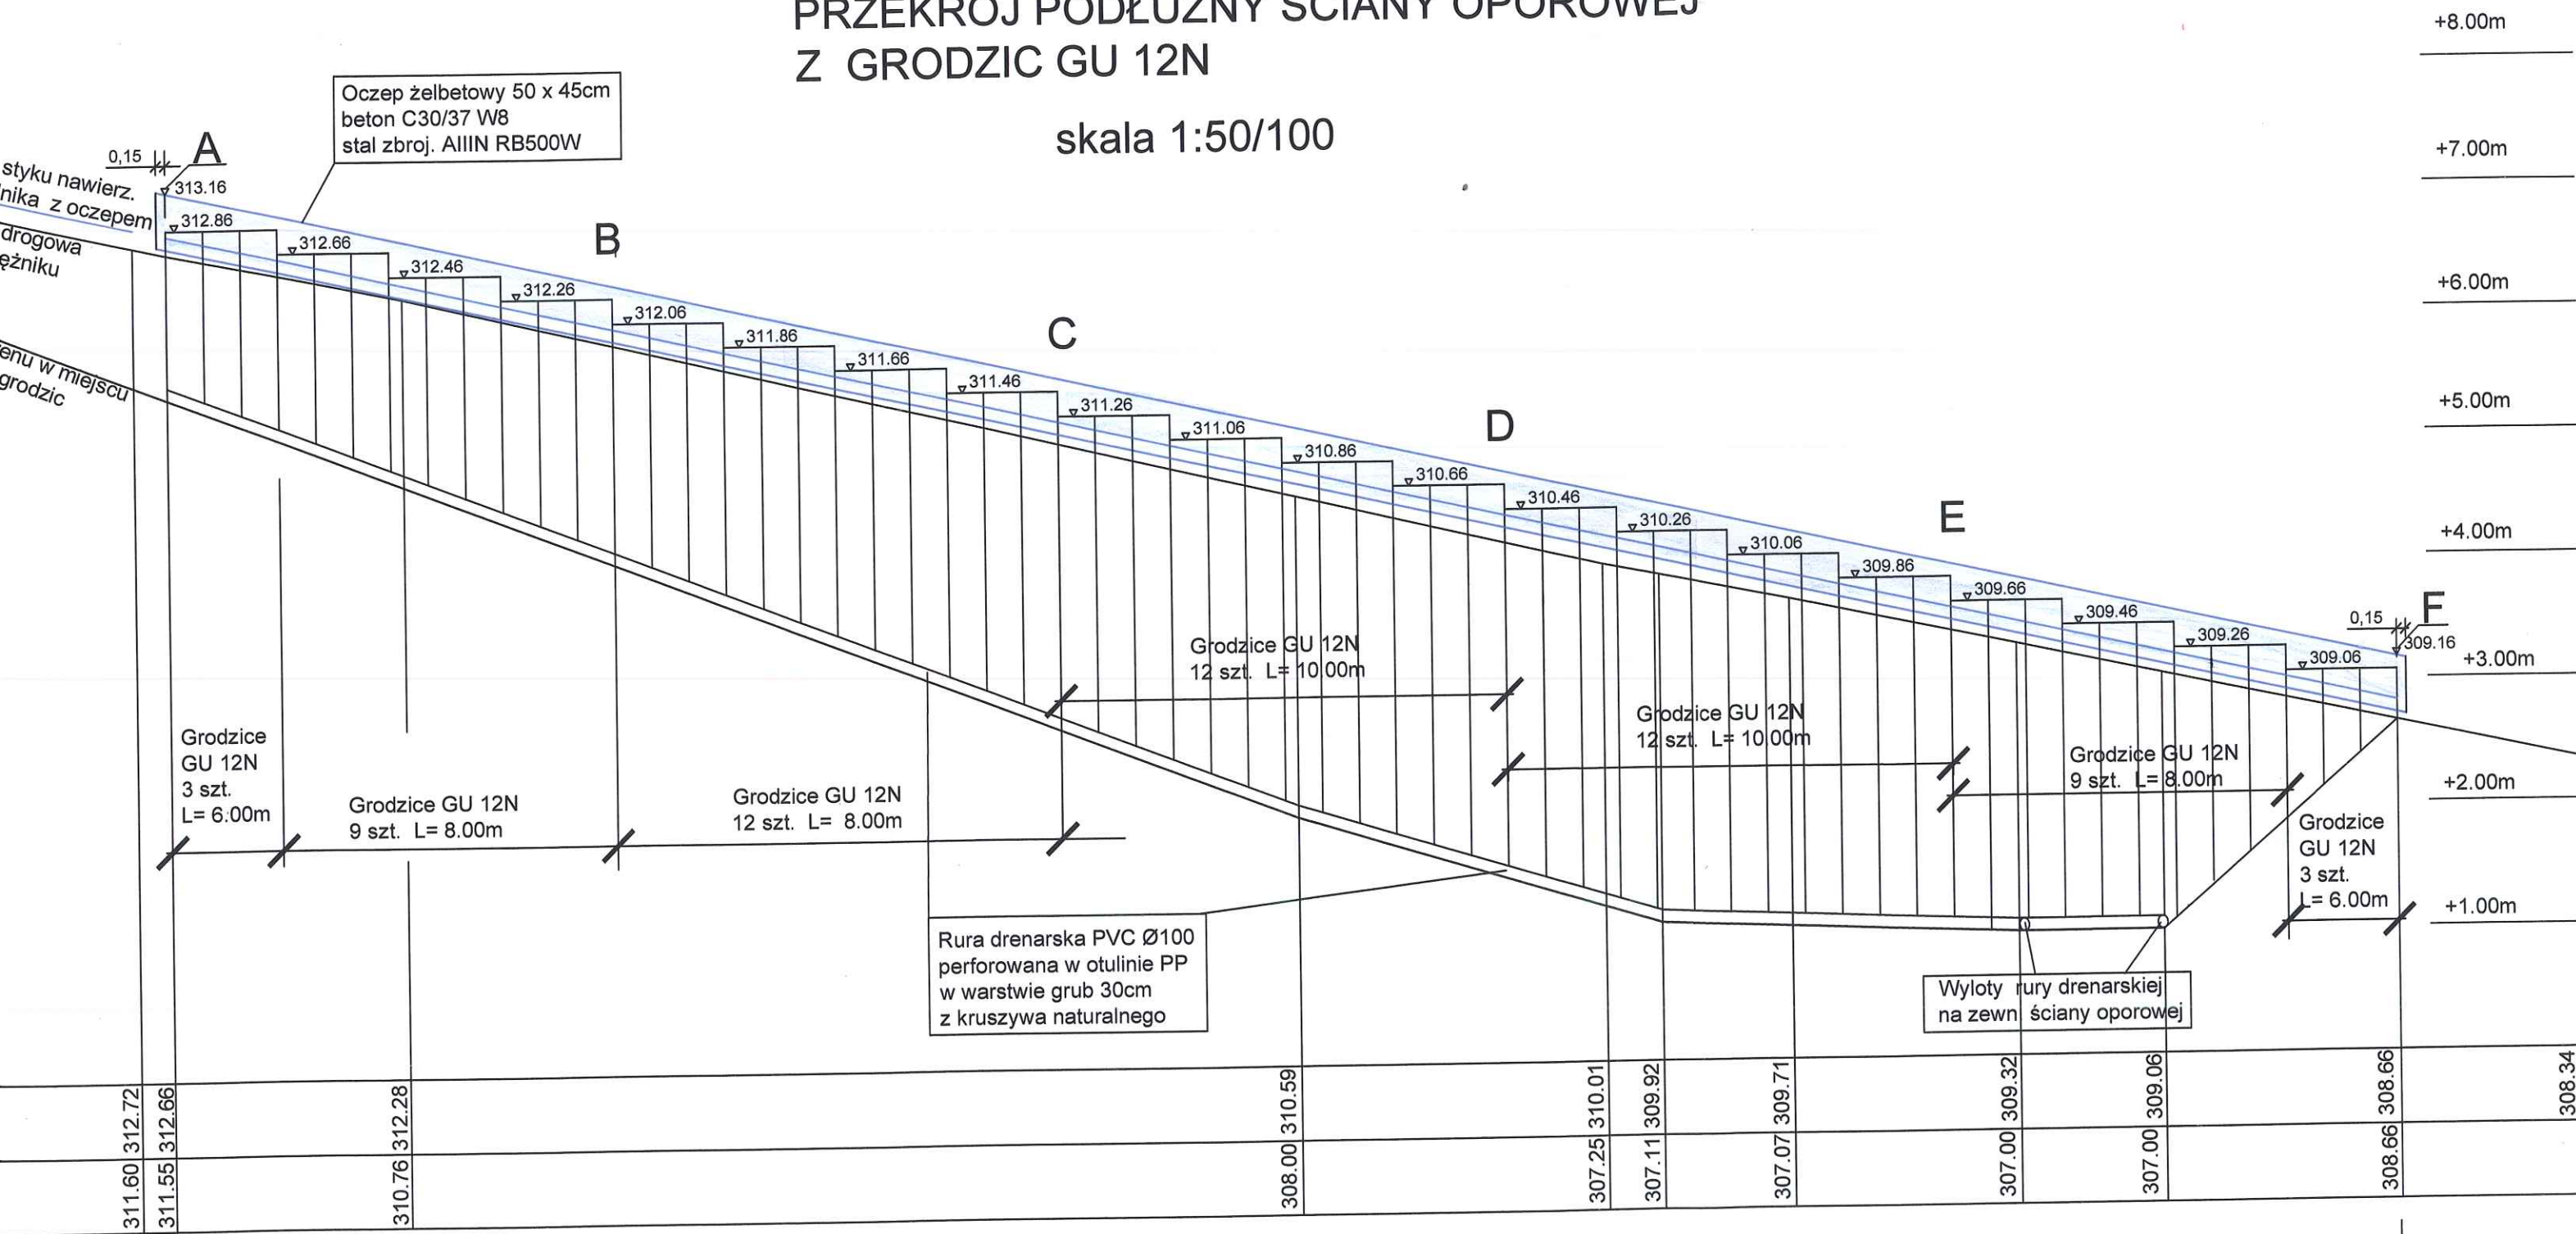 PRZEKRÓJ PODŁUŻNY ŚCIANY OPOROWEJ
Z GRODZIC GU 12N
skala 1:50/100
+8.00m
+7.00m
+6.00m
+5.00m
+4.00m
+3.00m
+2.00m
+1.00m
Oczep żelbetowy 50 x 45cm
beton C30/37 W8
stal zbroj. AIIIN RB500W
0,15
A
styku nawierz.
z oczepem
drogowa
w miejscu
grodzic
313.16
312.86
312.66
312.46
B
312.26
312.06
311.86
311.66
C
311.46
311.26
311.06
310.86
D
310.66
310.46
310.26
310.06
E
309.86
309.66
309.46
309.26
309.06
0,15
F
309.16
Grodzice
GU 12N
3 szt.
L= 6.00m
Grodzice GU 12N
9 szt. L= 8.00m
Grodzice GU 12N
12 szt. L= 8.00m
Grodzice GU 12N
12 szt. L= 10.00m
Grodzice GU 12N
12 szt. L= 10.00m
Grodzice GU 12N
9 szt. L= 8.00m
Grodzice
GU 12N
3 szt.
L= 6.00m
Rura drenarska PVC Ø100
perforowana w otulinie PP
w warstwie grub 30cm
z kruszywa naturalnego
Wyloty rury drenarskiej
na zewn ściany oporowej
312.72
312.66
312.28
310.59
310.01
309.92
309.71
309.32
309.06
308.66
308.34
311.60
311.55
310.76
308.00
307.25
307.11
307.07
307.00
307.00
308.66